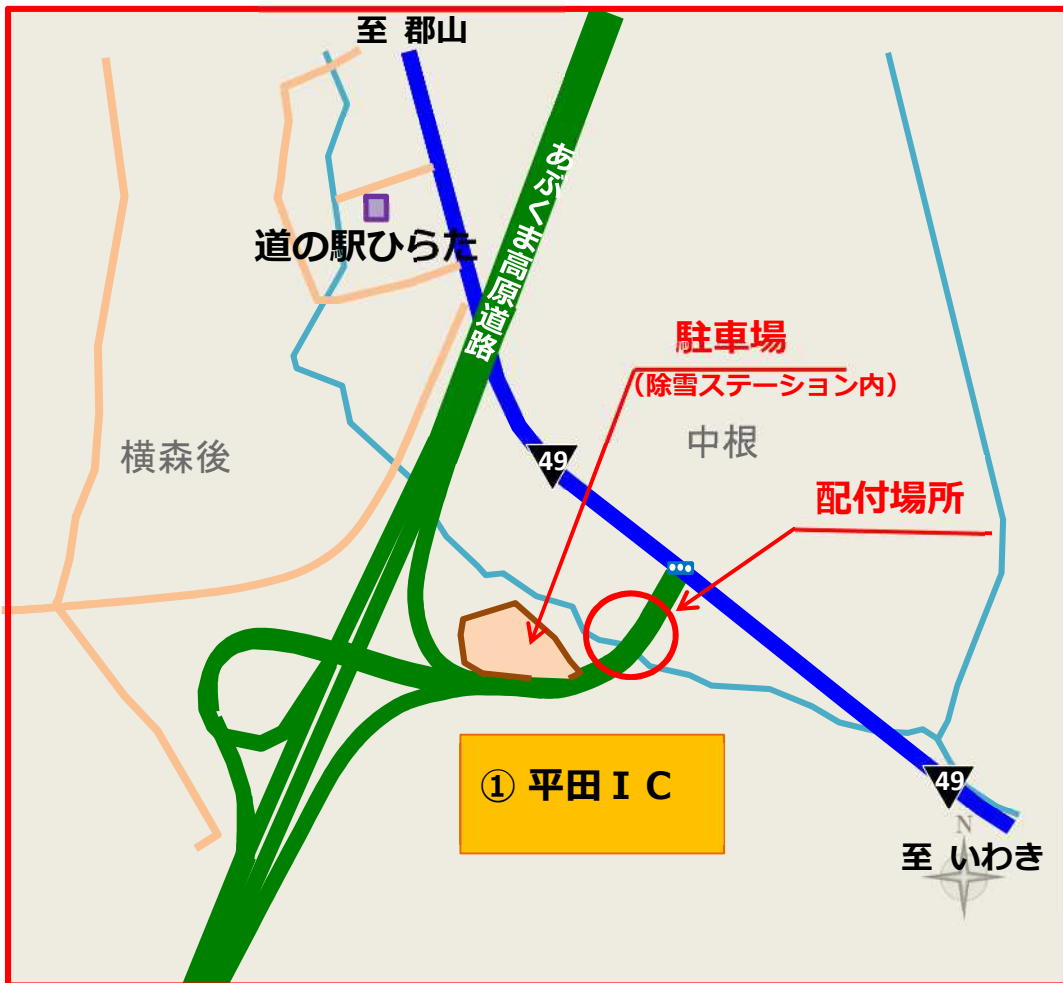 至 郡山
あぶくま高原道路
道の駅ひらた
駐車場
（除雪ステーション内）
横森後
中根
49
配付場所
① 平田ＩＣ
49
N
至 いわき